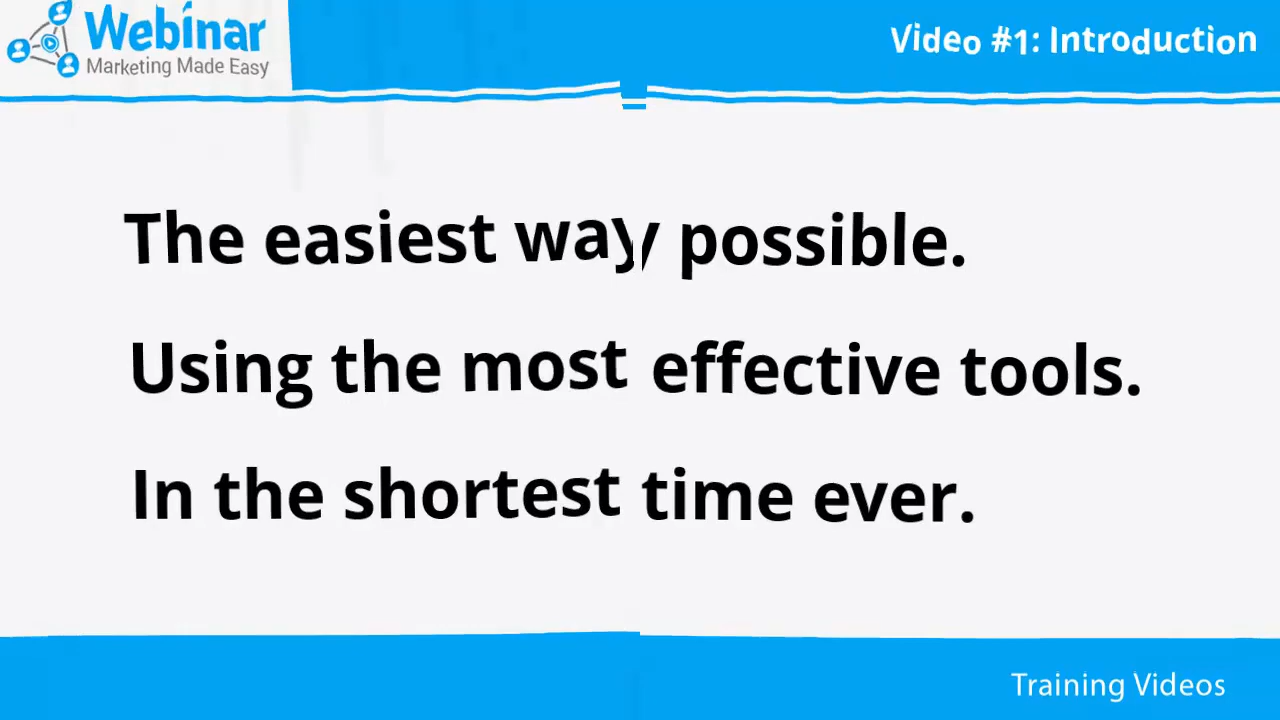 Webinar
Marketing Made Easy
Video #1: Introduction
The easiest way possible.
Using the most effective tools.
In the shortest time ever.
Training Videos